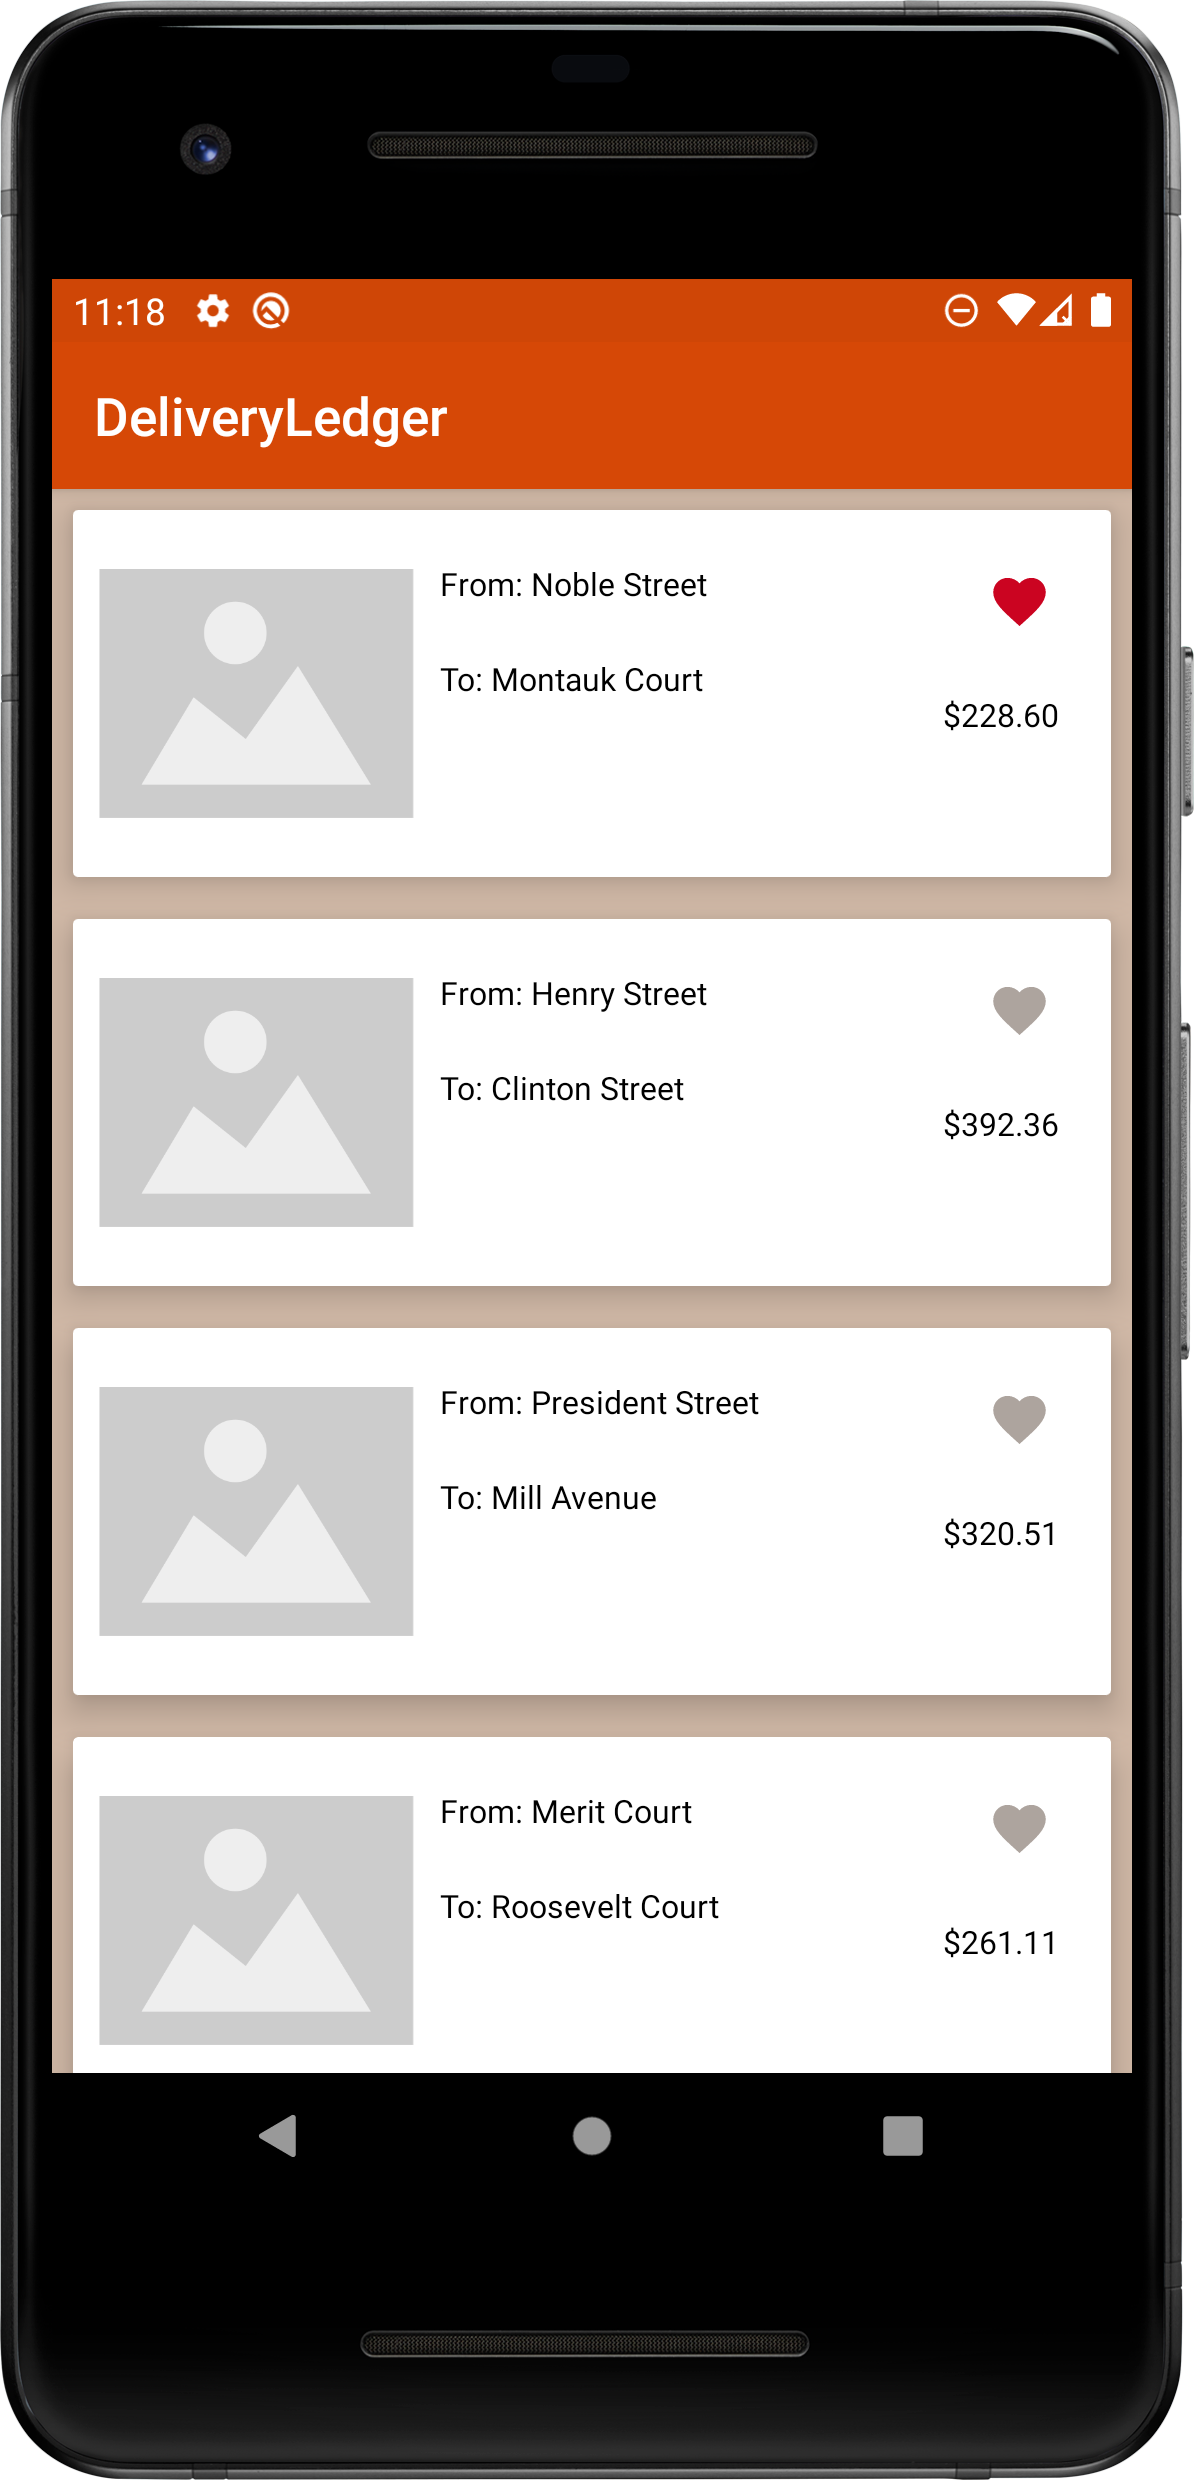 11:18
DeliveryLedger
From: Noble Street
To: Montauk Court
$228.60
From: Henry Street
To: Clinton Street
$392.36
From: President Street
To: Mill Avenue
$320.51
From: Merit Court
To: Roosevelt Court
$261.11